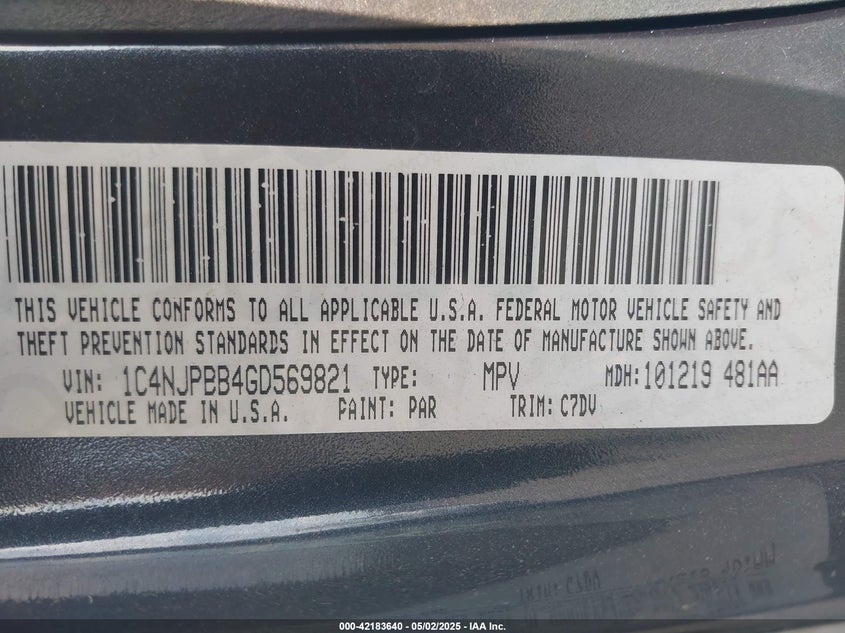 THIS VEHICLE CONFORMS TO ALL APPLICABLE U.S.A. FEDERAL MOTOR VEHICLE SAFETY AND
THEFT PREVENTION STANDARDS IN EFFECT ON THE DATE OF MANUFACTURE SHOWN ABOVE.
VIN: 1C4NJPBB4GD569821 TYPE: MPV MDH: 101219 481AA
VEHICLE MADE IN U.S.A. PAINT: PAR TRIM: C7DV
000-42183640 - 05/02/2025 - IAA Inc.